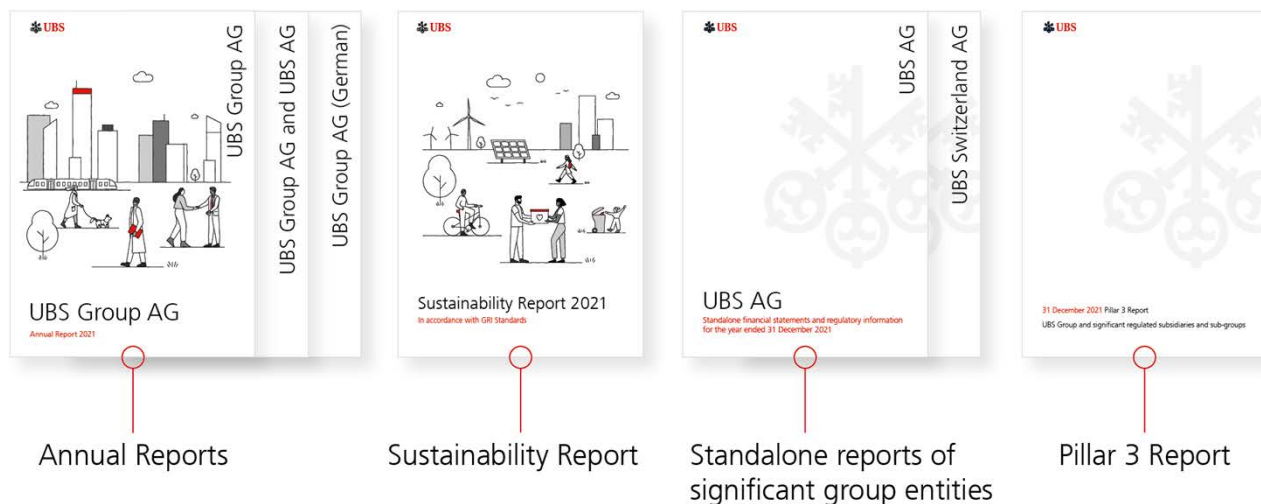 UBS
UBS Group AG
UBS Group AG and UBS AG
UBS Group AG (German)
UBS Group AG
Annual Report 2021
Annual Reports
UBS
Sustainability Report 2021
In accordance with GRI Standards
Sustainability Report
UBS
UBS AG
UBS Switzerland AG
UBS AG
Standalone financial statements and regulatory information
for the year ended 31 December 2021
Standalone reports of
significant group entities
UBS
31 December 2021 Pillar 3 Report
UBS Group and significant regulated subsidiaries and sub-groups
Pillar 3 Report